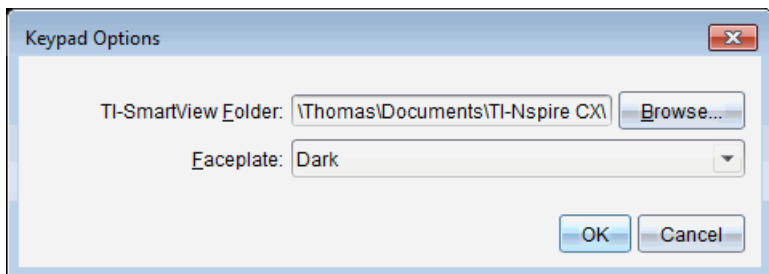 Keypad Options
TI-SmartView Folder: \Thomas\Documents\TI-Nspire CX\ Browse...
Faceplate: Dark
OK Cancel